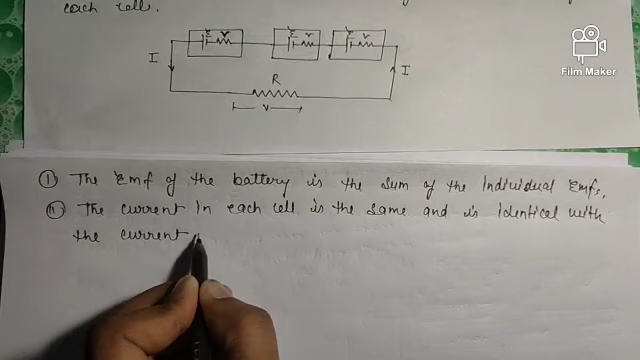 each cell.
E r E r E r
I I
R
V
Film Maker
(I) The Emf of the battery is the sum of the Individual Emfs.
(II) The current in each cell is the same and is identical with
the current